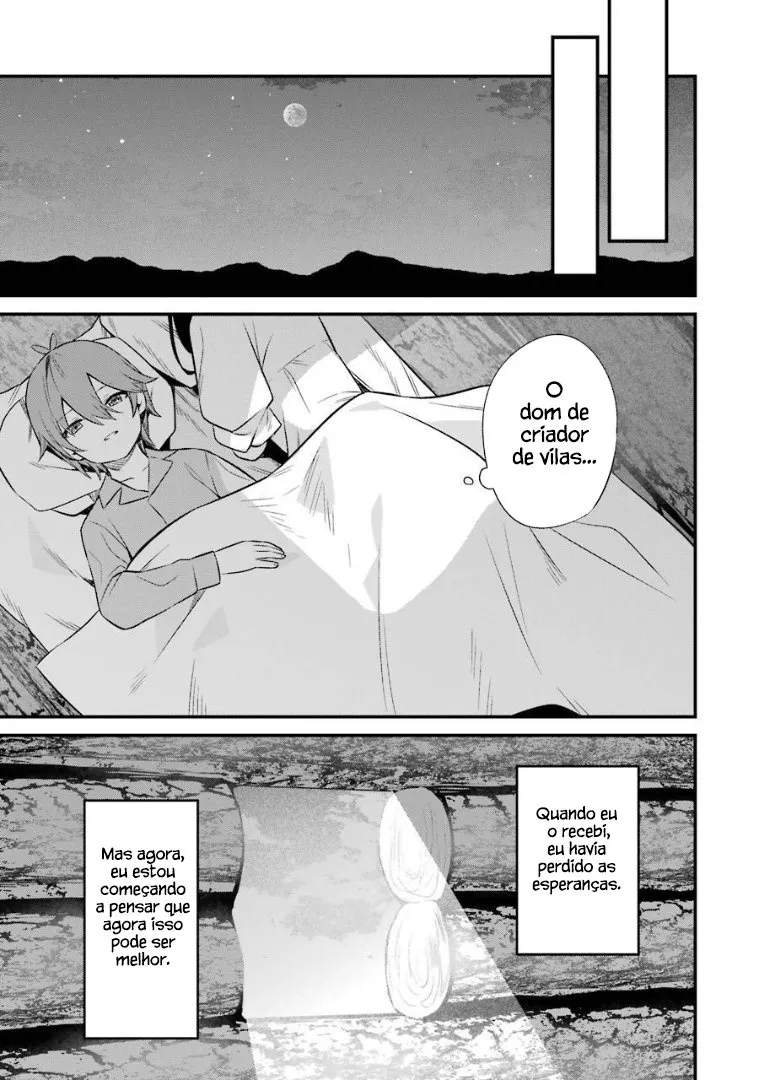 O
dom de
criador
de vilas...
Quando eu
o recebi,
eu havia
perdido as
esperanças.
Mas agora,
eu estou
começando
a pensar que
agora isso
pode ser
melhor.